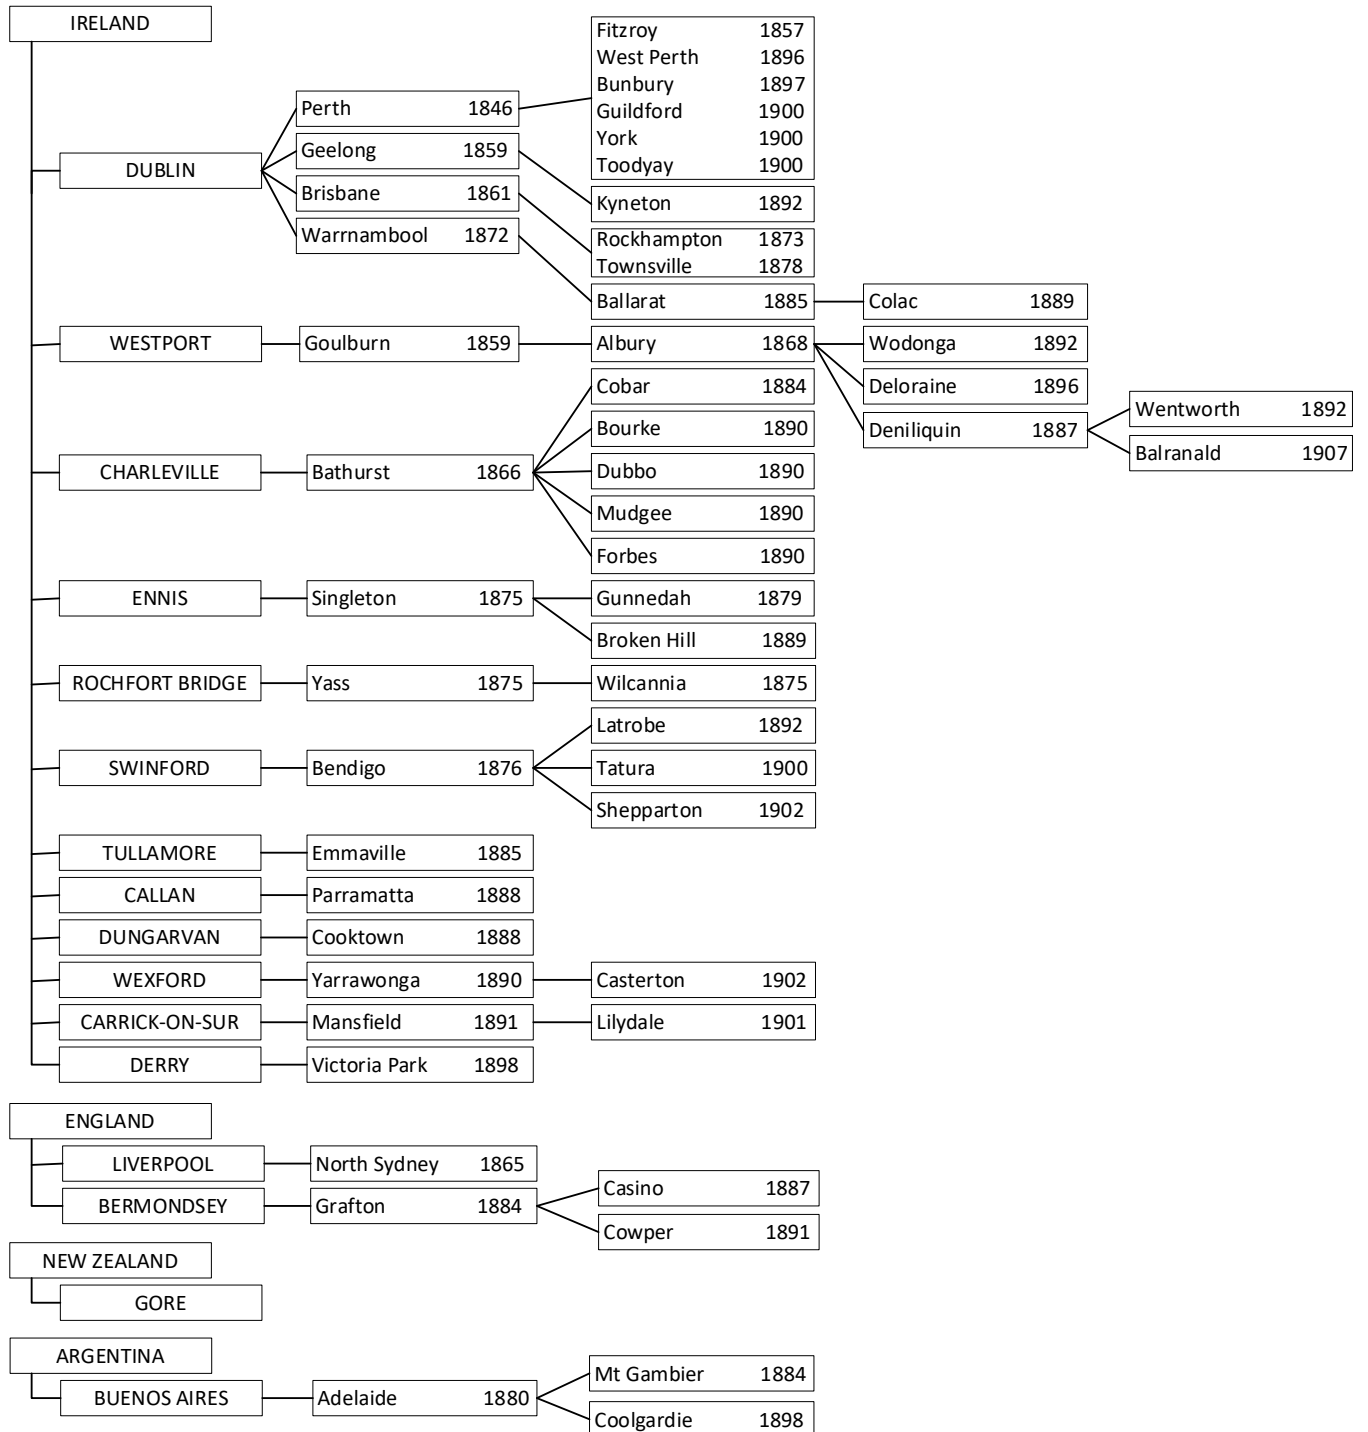 IRELAND
DUBLIN
Perth 1846
Geelong 1859
Brisbane 1861
Warrnambool 1872
Fitzroy 1857
West Perth 1896
Bunbury 1897
Guildford 1900
York 1900
Toodyay 1900
Kyneton 1892
Rockhampton 1873
Townsville 1878
Ballarat 1885
Colac 1889
WESTPORT
Goulburn 1859
Albury 1868
Wodonga 1892
Deloraine 1896
Deniliquin 1887
Wentworth 1892
Balranald 1907
CHARLEVILLE
Bathurst 1866
Cobar 1884
Bourke 1890
Dubbo 1890
Mudgee 1890
Forbes 1890
ENNIS
Singleton 1875
Gunnedah 1879
Broken Hill 1889
ROCHFORT BRIDGE
Yass 1875
Wilcannia 1875
SWINFORD
Bendigo 1876
Latrobe 1892
Tatura 1900
Shepparton 1902
TULLAMORE
Emmaville 1885
CALLAN
Parramatta 1888
DUNGARVAN
Cooktown 1888
WEXFORD
Yarrawonga 1890
Casterton 1902
CARRICK-ON-SUR
Mansfield 1891
Lilydale 1901
DERRY
Victoria Park 1898
ENGLAND
LIVERPOOL
North Sydney 1865
BERMONDSEY
Grafton 1884
Casino 1887
Cowper 1891
NEW ZEALAND
GORE
ARGENTINA
BUENOS AIRES
Adelaide 1880
Mt Gambier 1884
Coolgardie 1898